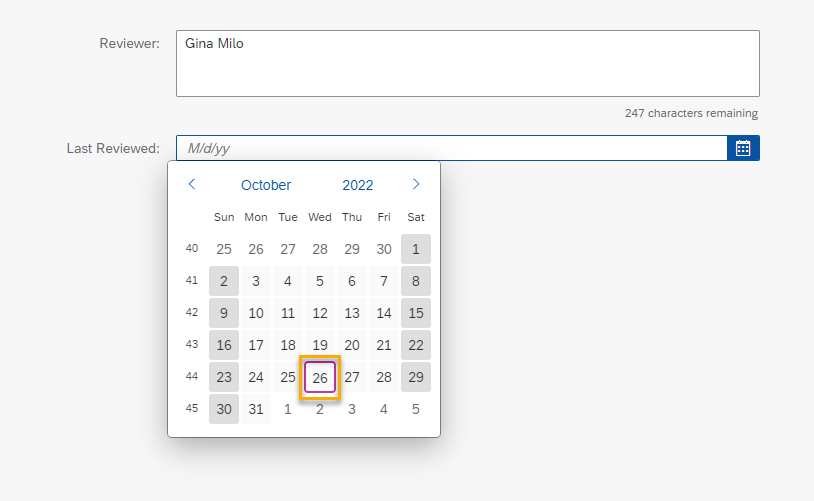 Reviewer: Gina Milo
247 characters remaining
Last Reviewed: M/d/yy
October 2022
Sun Mon Tue Wed Thu Fri Sat
40 25 26 27 28 29 30 1
41 2 3 4 5 6 7 8
42 9 10 11 12 13 14 15
43 16 17 18 19 20 21 22
44 23 24 25 26 27 28 29
45 30 31 1 2 3 4 5